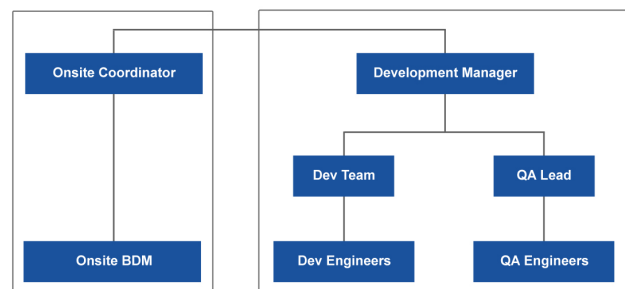 Onsite Coordinator
Development Manager
Dev Team
QA Lead
Onsite BDM
Dev Engineers
QA Engineers